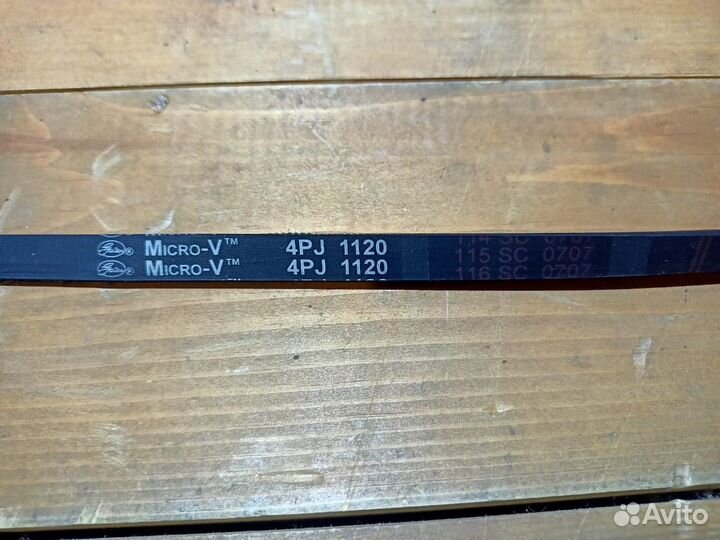 Gates® MICRO-V™ 4PJ 1120 115 SC 0707
Gates® MICRO-V™ 4PJ 1120 116 SC 0707
Avito